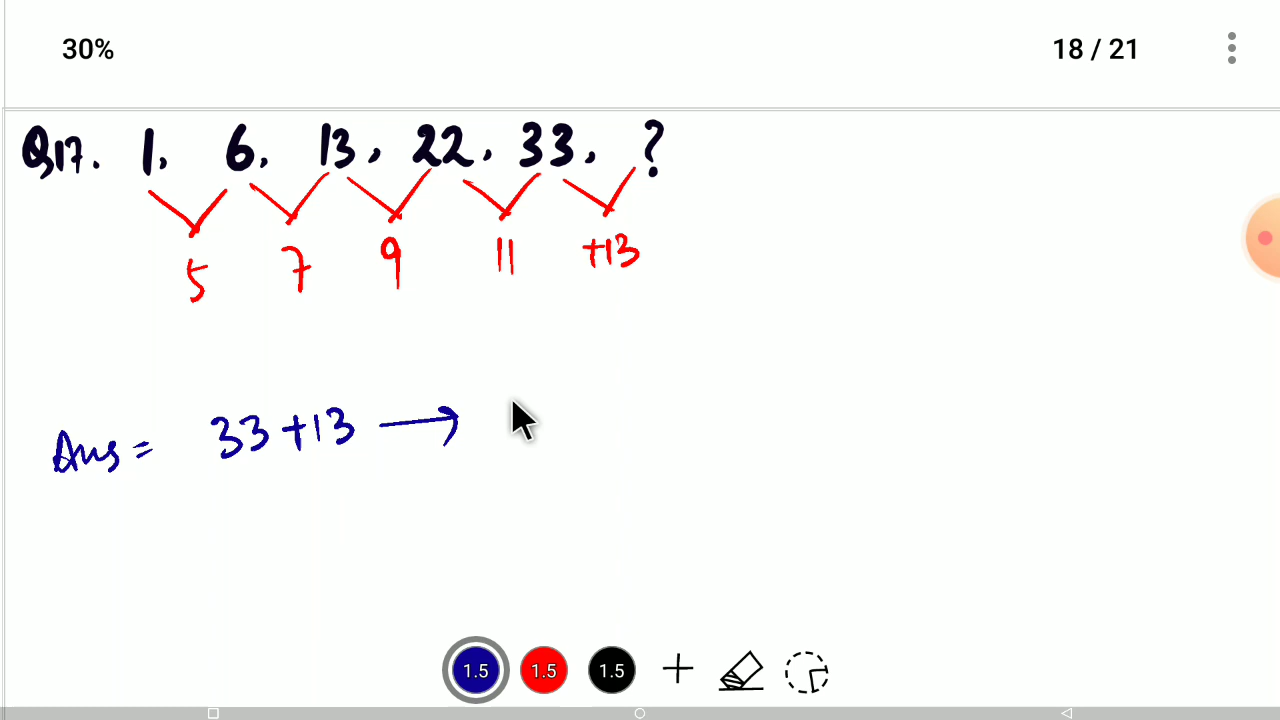 30% 18 / 21
Q17. 1, 6, 13, 22, 33, ?
5 7 9 11 +13
Ans = 33 +13 →
1.5 1.5 1.5